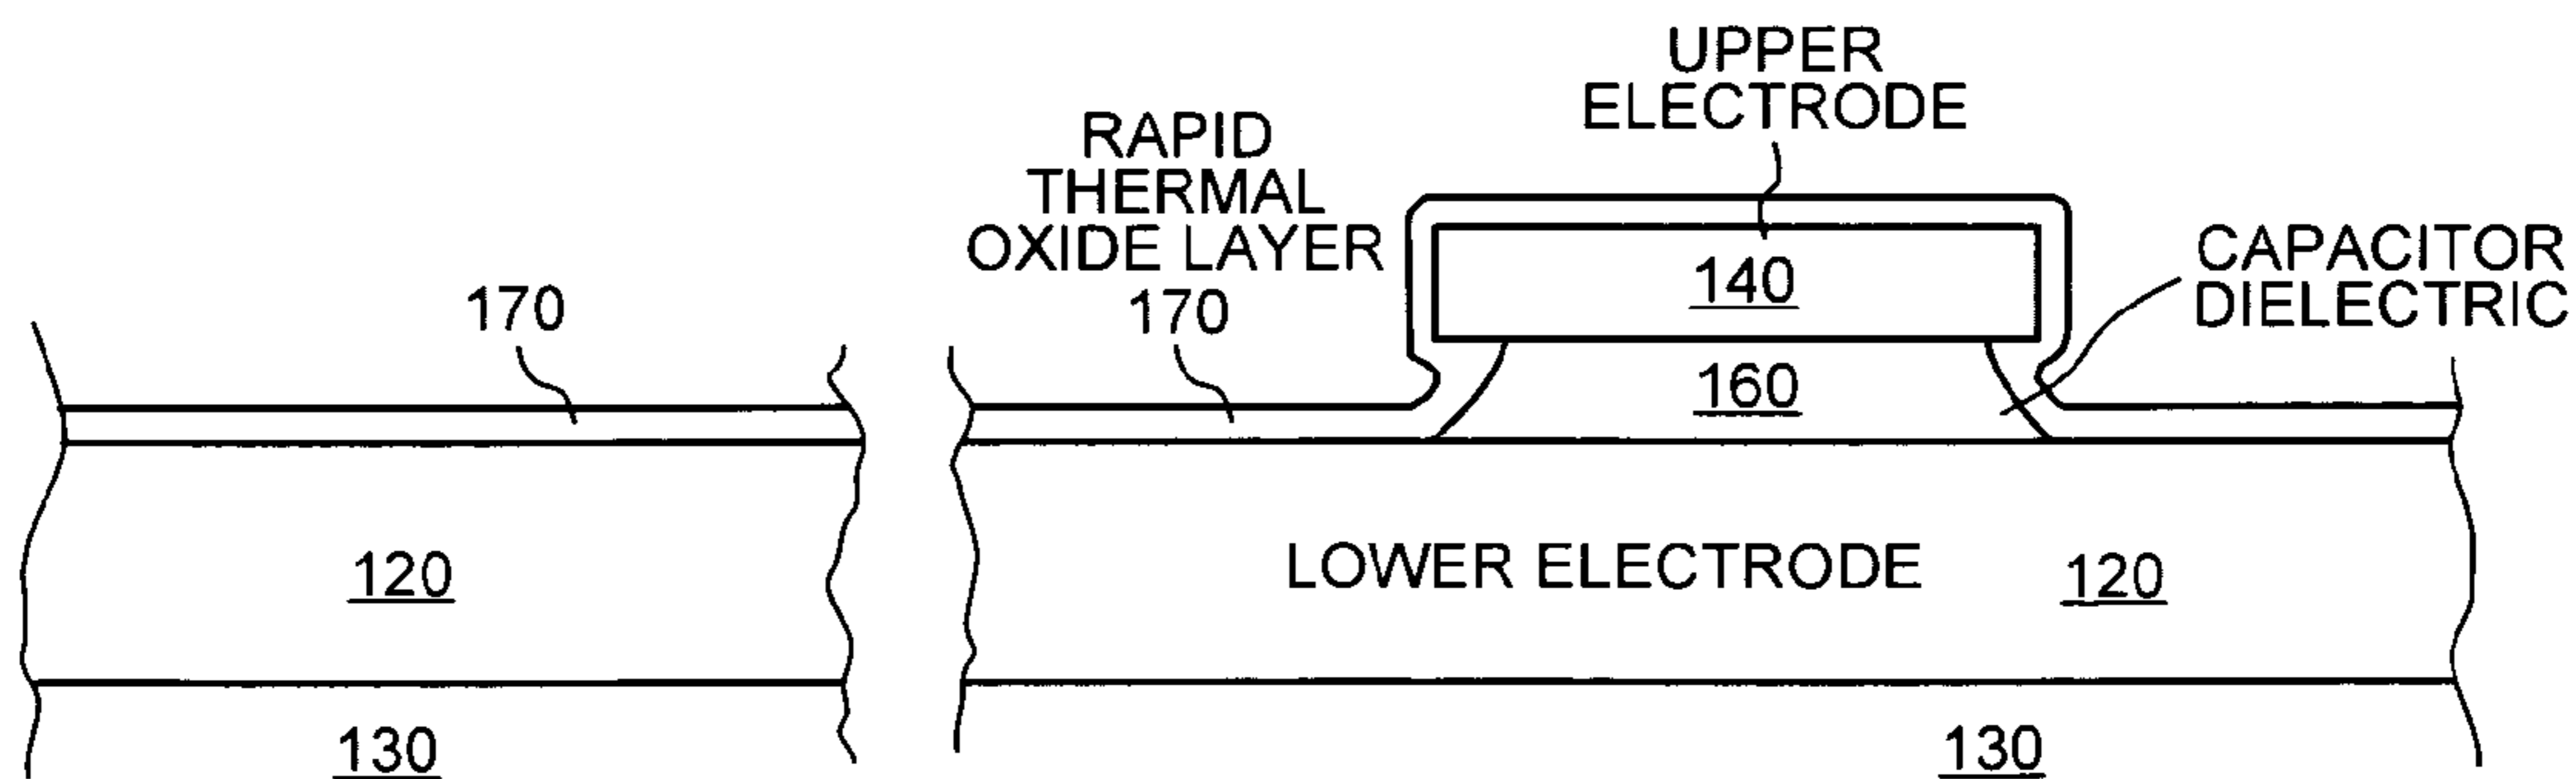 UPPER
ELECTRODE
RAPID
THERMAL
OXIDE LAYER
170
170
140
CAPACITOR
DIELECTRIC
160
LOWER ELECTRODE
120
120
130
130